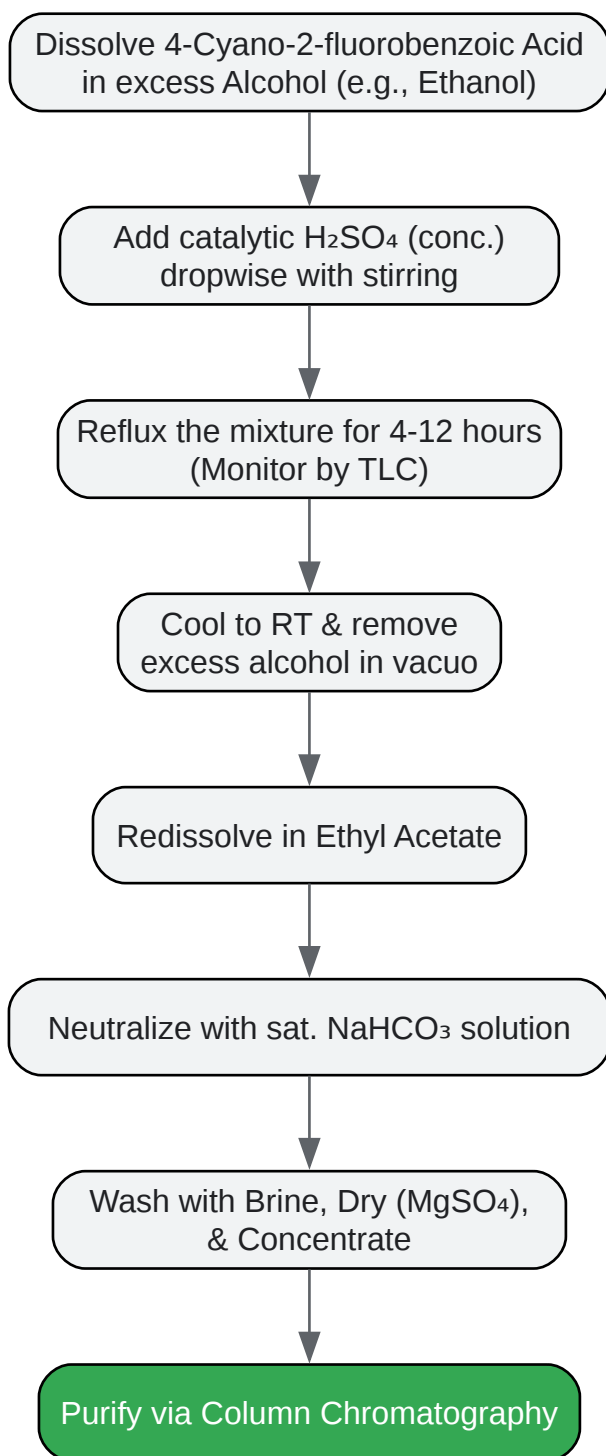 Dissolve 4-Cyano-2-fluorobenzoic Acid
in excess Alcohol (e.g., Ethanol)
Add catalytic H₂SO₄ (conc.)
dropwise with stirring
Reflux the mixture for 4-12 hours
(Monitor by TLC)
Cool to RT & remove
excess alcohol in vacuo
Redissolve in Ethyl Acetate
Neutralize with sat. NaHCO₃ solution
Wash with Brine, Dry (MgSO₄),
& Concentrate
Purify via Column Chromatography